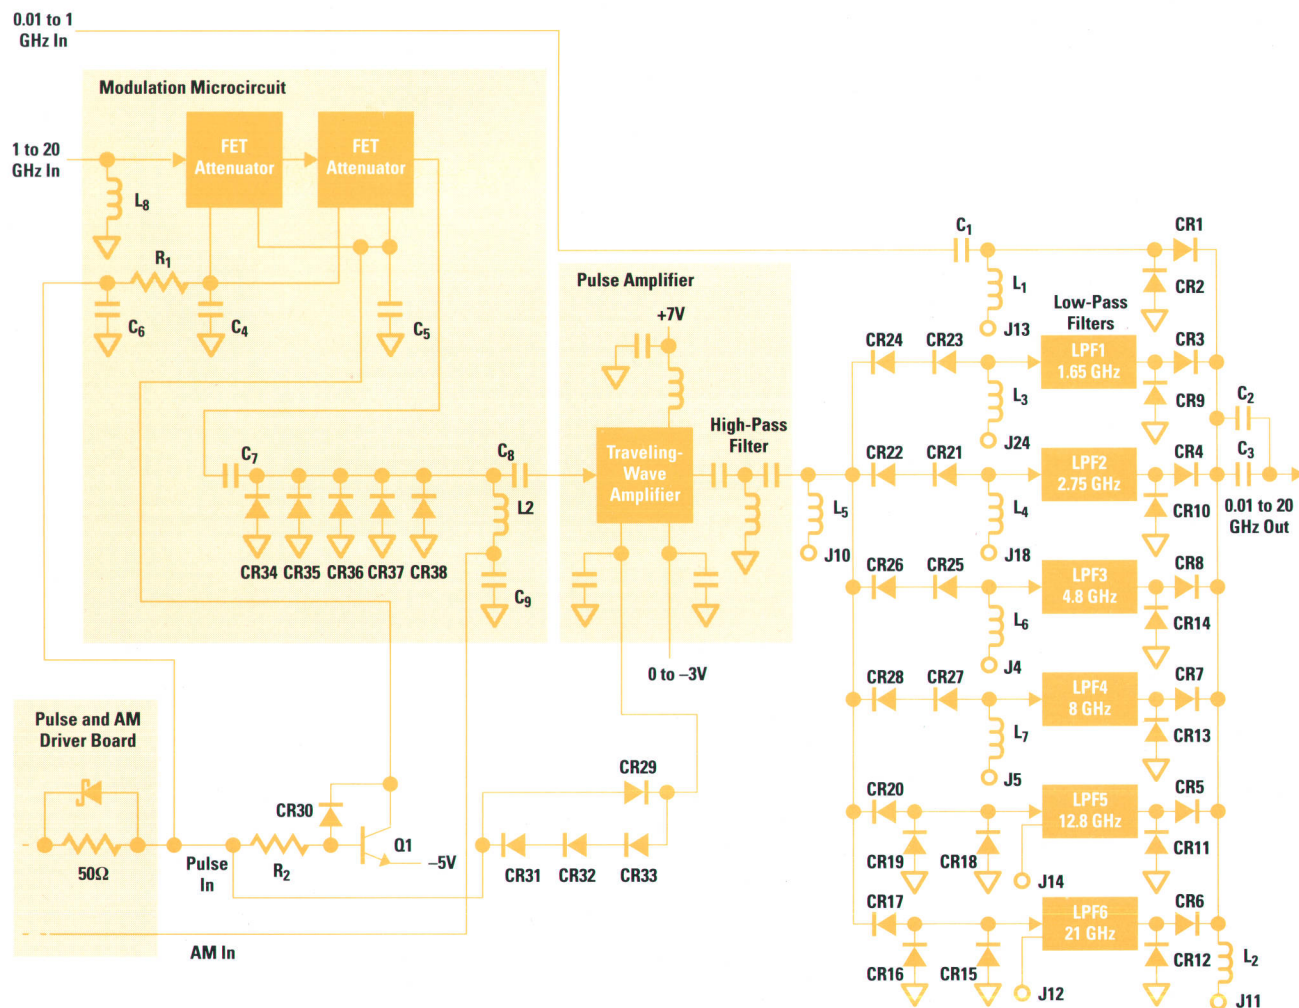 0.01 to 1
GHz In
Modulation Microcircuit
1 to 20
GHz In
FET
Attenuator
FET
Attenuator
L8
R1
C6
C4
C5
C7
C8
L2
C9
CR34
CR35
CR36
CR37
CR38
Pulse Amplifier
+7V
Traveling-
Wave
Amplifier
High-Pass
Filter
0 to –3V
L5
J10
C1
L1
J13
CR1
CR2
Low-Pass
Filters
CR24
CR23
LPF1
1.65 GHz
CR3
L3
J24
CR9
C2
CR22
CR21
LPF2
2.75 GHz
CR4
C3
L4
J18
CR10
0.01 to 20
GHz Out
CR26
CR25
LPF3
4.8 GHz
CR8
L6
J4
CR14
CR28
CR27
LPF4
8 GHz
CR7
L7
J5
CR13
CR20
LPF5
12.8 GHz
CR5
CR19
CR18
J14
CR11
CR17
LPF6
21 GHz
CR6
CR16
CR15
J12
CR12
L2
J11
Pulse and AM
Driver Board
50Ω
Pulse
In
R2
CR30
Q1
–5V
CR29
CR31
CR32
CR33
AM In